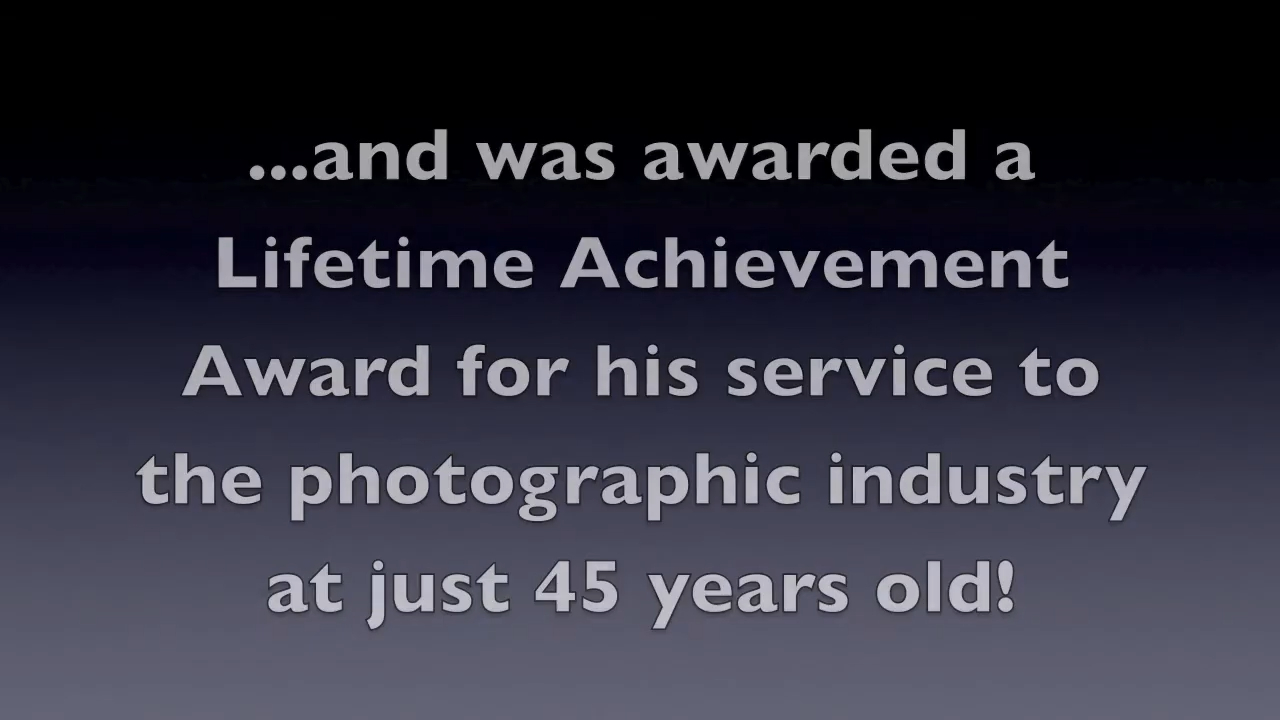 ...and was awarded a
Lifetime Achievement
Award for his service to
the photographic industry
at just 45 years old!